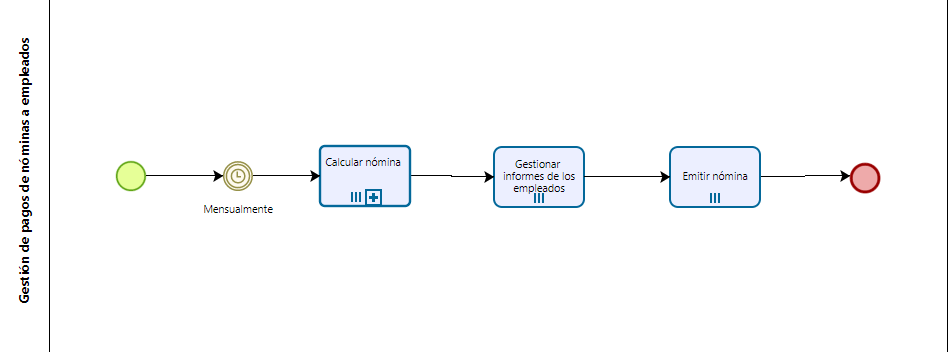 Gestión de pagos de nóminas a empleados
Mensualmente
Calcular nómina
Gestionar
informes de los
empleados
Emitir nómina